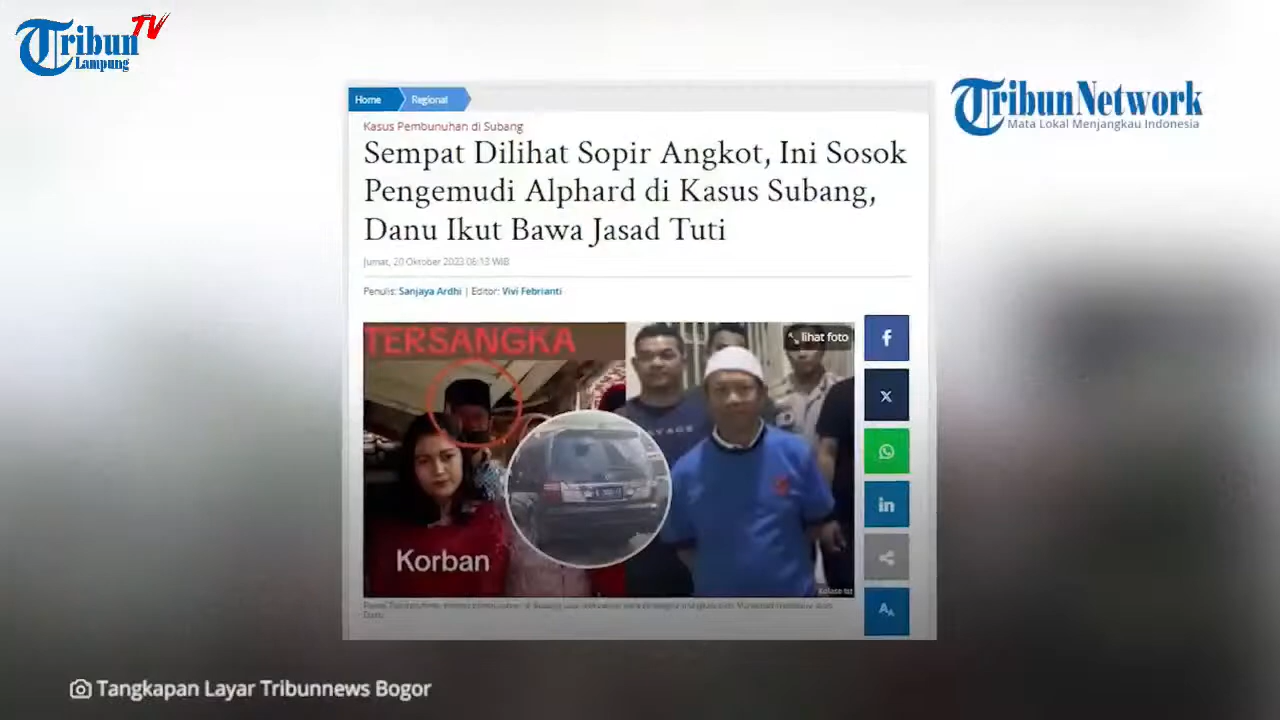 Tribun TV
Lampung
TribunNetwork
Mata Lokal Menjangkau Indonesia
Home Regional
Kasus Pembunuhan di Subang
Sempat Dilihat Sopir Angkot, Ini Sosok
Pengemudi Alphard di Kasus Subang,
Danu Ikut Bawa Jasad Tuti
Jumat, 20 Oktober 2023 06:13 WIB
Penulis: Sanjaya Ardhi | Editor: Vivi Febrianti
TERSANGKA
lihat foto
Korban
Tangkapan Layar Tribunnews Bogor